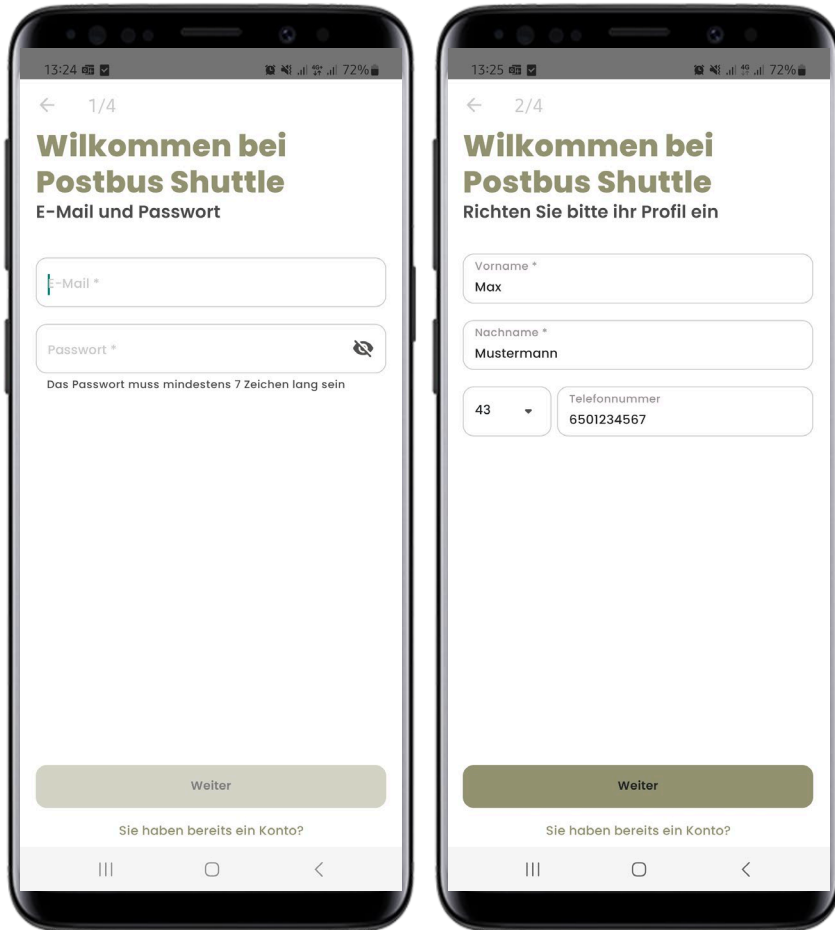 13:24 72%
1/4
Wilkommen bei
Postbus Shuttle
E-Mail und Passwort
E-Mail *
Passwort *
Das Passwort muss mindestens 7 Zeichen lang sein
Weiter
Sie haben bereits ein Konto?
13:25 72%
2/4
Wilkommen bei
Postbus Shuttle
Richten Sie bitte ihr Profil ein
Vorname *
Max
Nachname *
Mustermann
43
Telefonnummer
6501234567
Weiter
Sie haben bereits ein Konto?